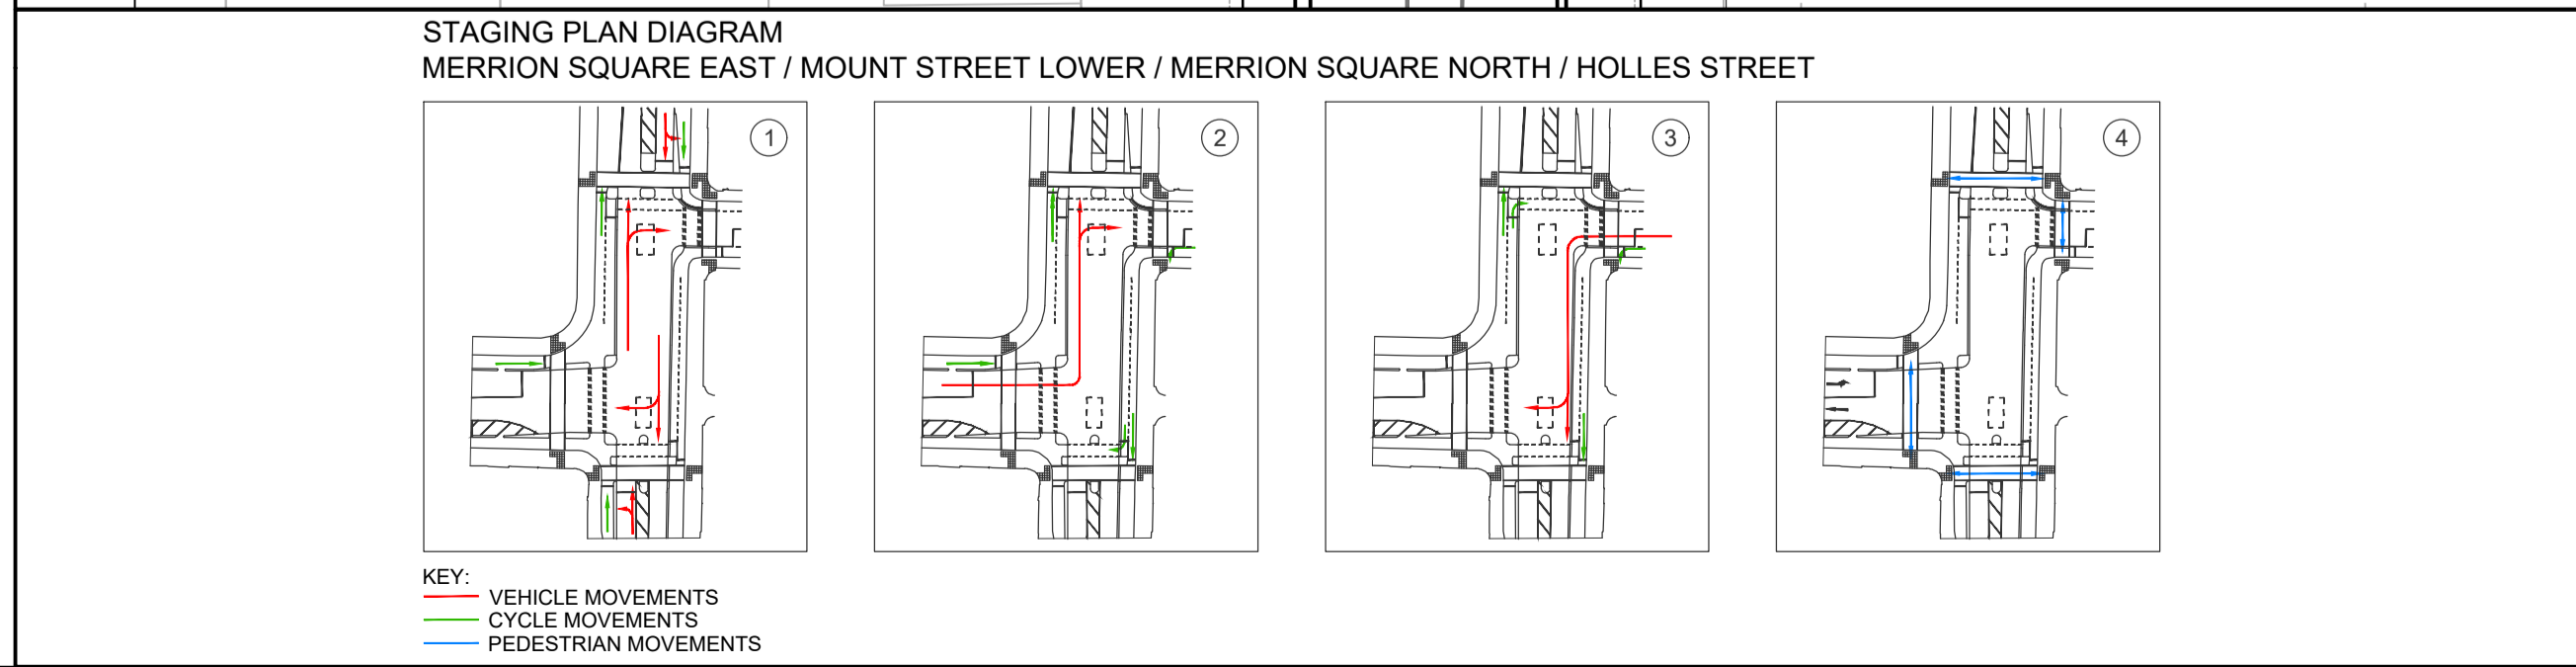 STAGING PLAN DIAGRAM
MERRION SQUARE EAST / MOUNT STREET LOWER / MERRION SQUARE NORTH / HOLLES STREET
1
2
3
4
KEY:
VEHICLE MOVEMENTS
CYCLE MOVEMENTS
PEDESTRIAN MOVEMENTS